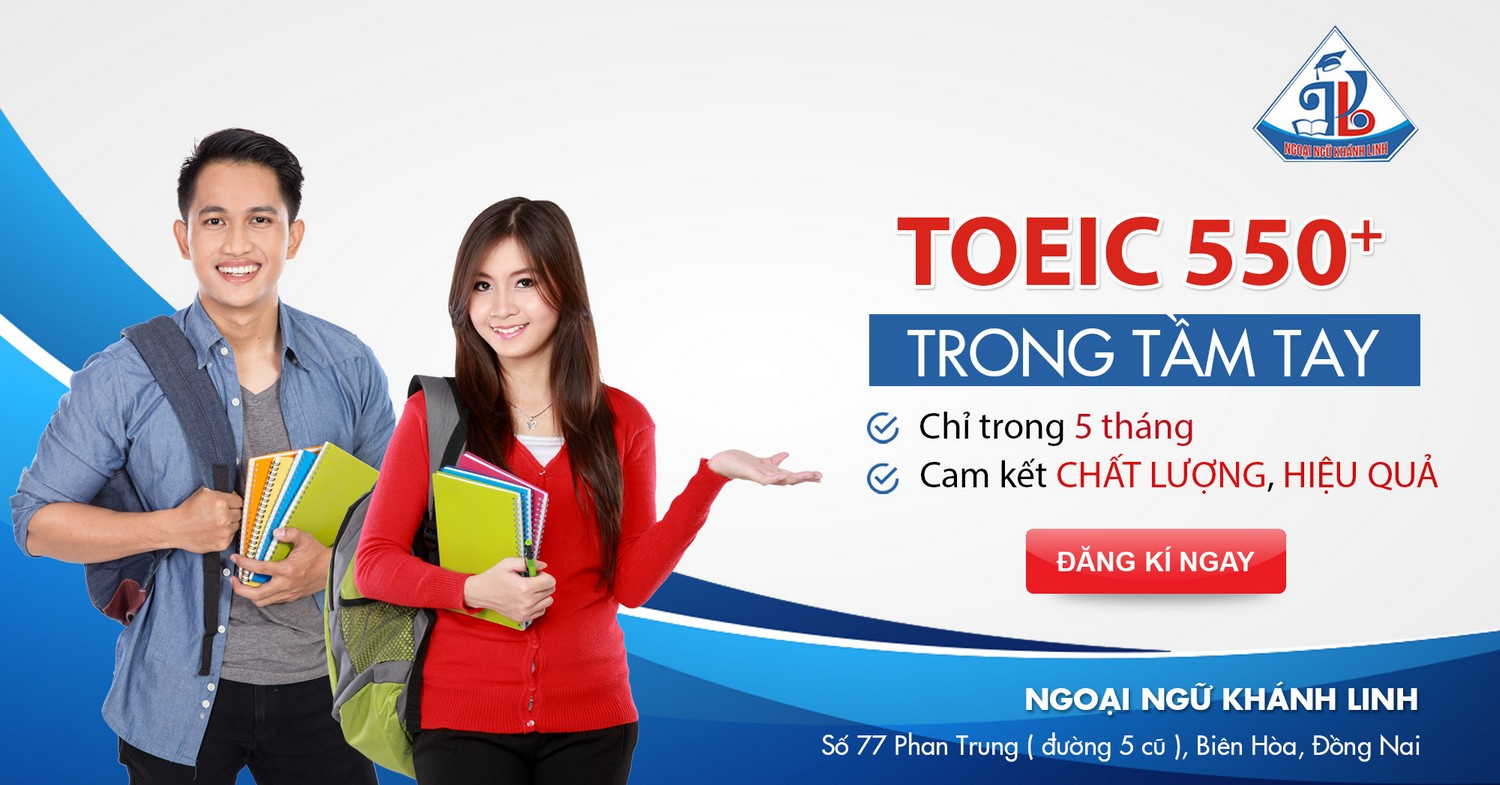 NGOẠI NGỮ KHÁNH LINH
TOEIC 550+
TRONG TẦM TAY
Chỉ trong 5 tháng
Cam kết CHẤT LƯỢNG, HIỆU QUẢ
ĐĂNG KÍ NGAY
NGOẠI NGỮ KHÁNH LINH
Số 77 Phan Trung ( đường 5 cũ ), Biên Hòa, Đồng Nai